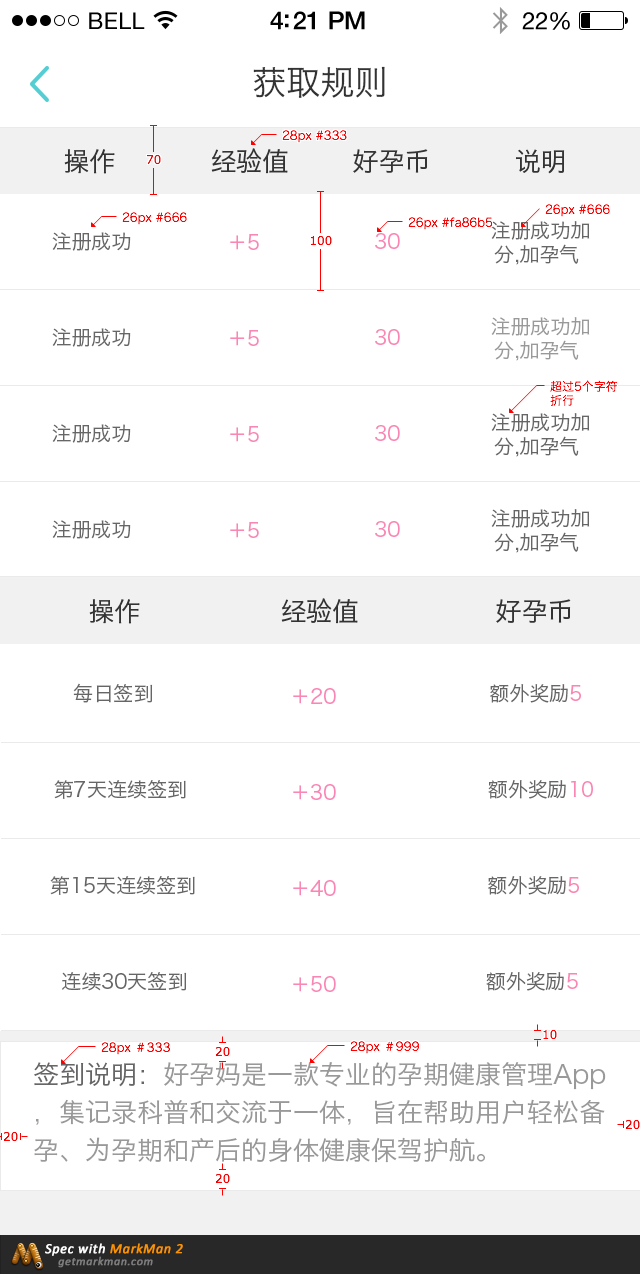 BELL 4:21 PM 22%
获取规则
28px #333
操作 70 经验值 好孕币 说明
26px #666 26px #fa86b5 26px #666
注册成功 +5 100 30 注册成功加
分,加孕气
注册成功 +5 30 注册成功加
分,加孕气
超过5个字符
折行
注册成功 +5 30 注册成功加
分,加孕气
注册成功 +5 30 注册成功加
分,加孕气
操作 经验值 好孕币
每日签到 +20 额外奖励5
第7天连续签到 +30 额外奖励10
第15天连续签到 +40 额外奖励5
连续30天签到 +50 额外奖励5
10
28px #333 20 28px #999
签到说明：好孕妈是一款专业的孕期健康管理App
，集记录科普和交流于一体，旨在帮助用户轻松备
20 20
孕、为孕期和产后的身体健康保驾护航。
20
Spec with MarkMan 2
getmarkman.com